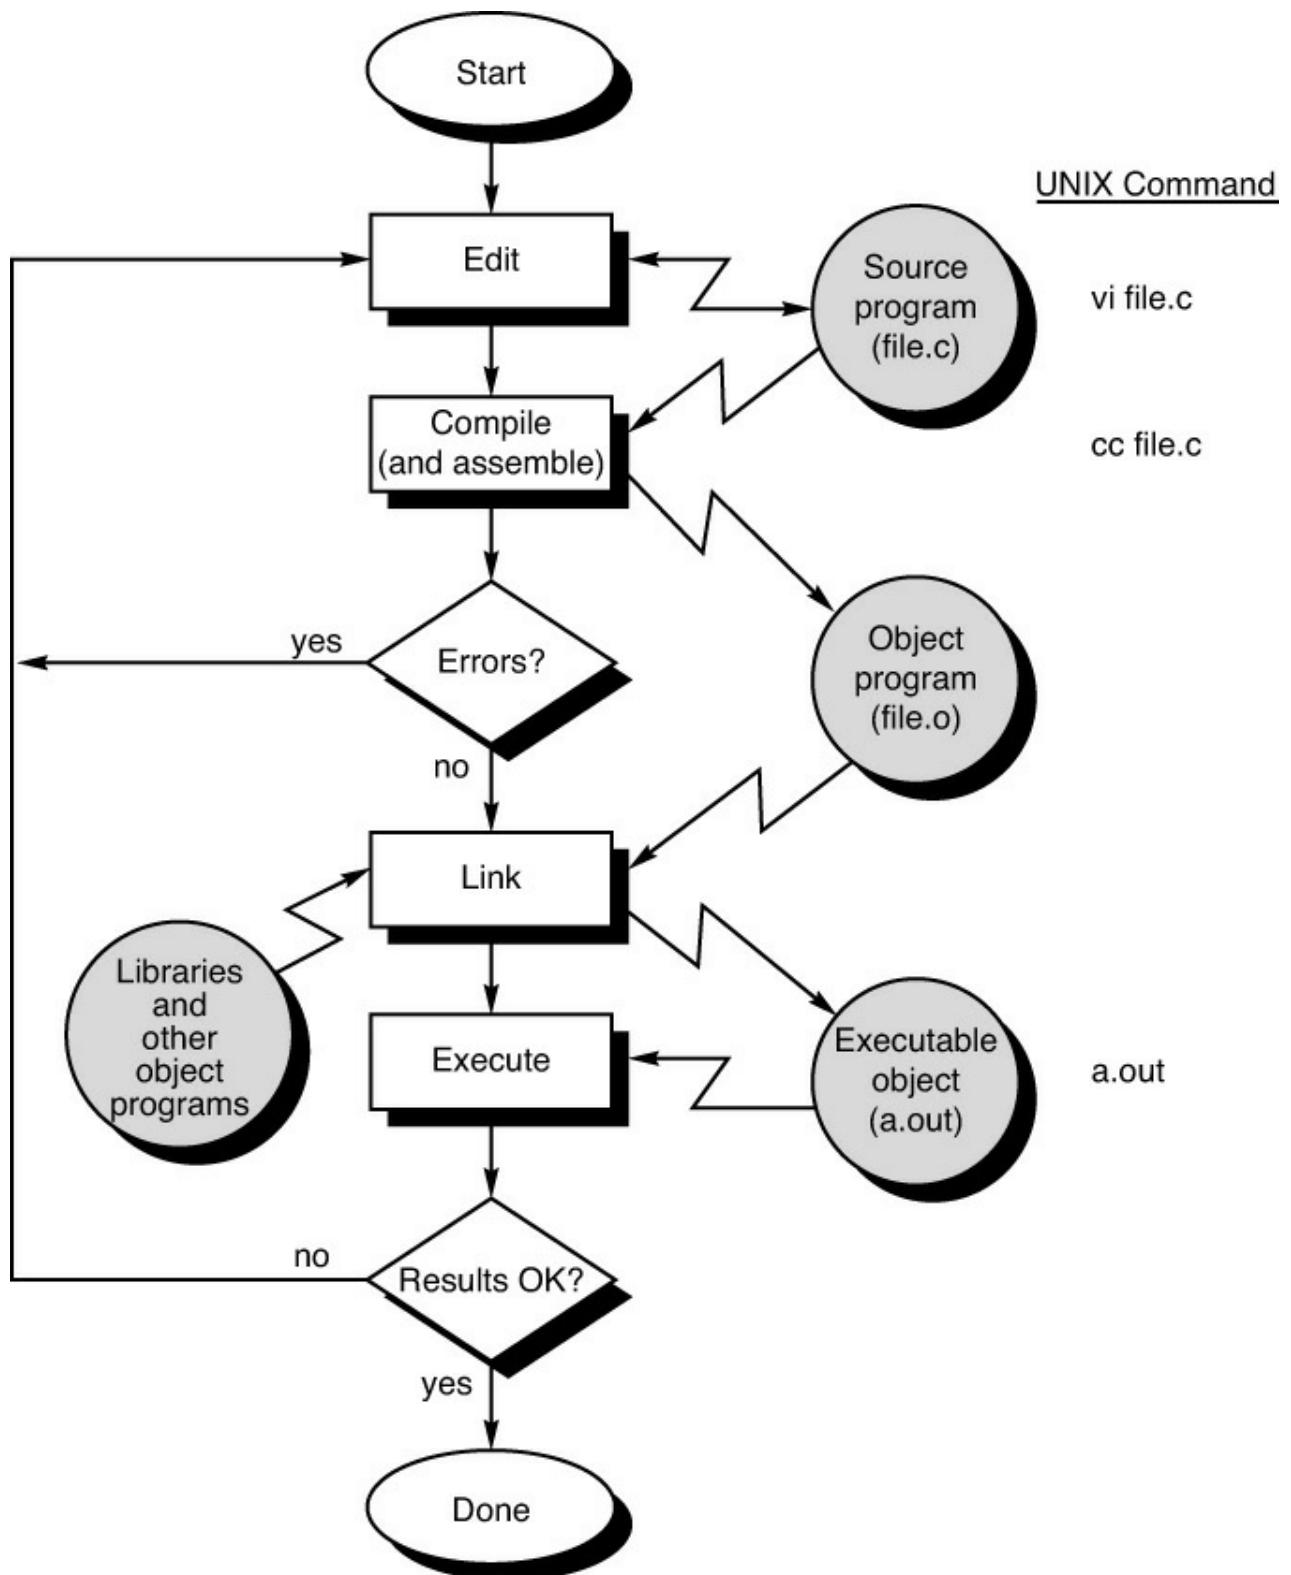 Start
UNIX Command
Edit
Source
program
(file.c)
vi file.c
Compile
(and assemble)
cc file.c
yes
Errors?
Object
program
(file.o)
no
Link
Libraries
and
other
object
programs
Execute
Executable
object
(a.out)
a.out
no
Results OK?
yes
Done